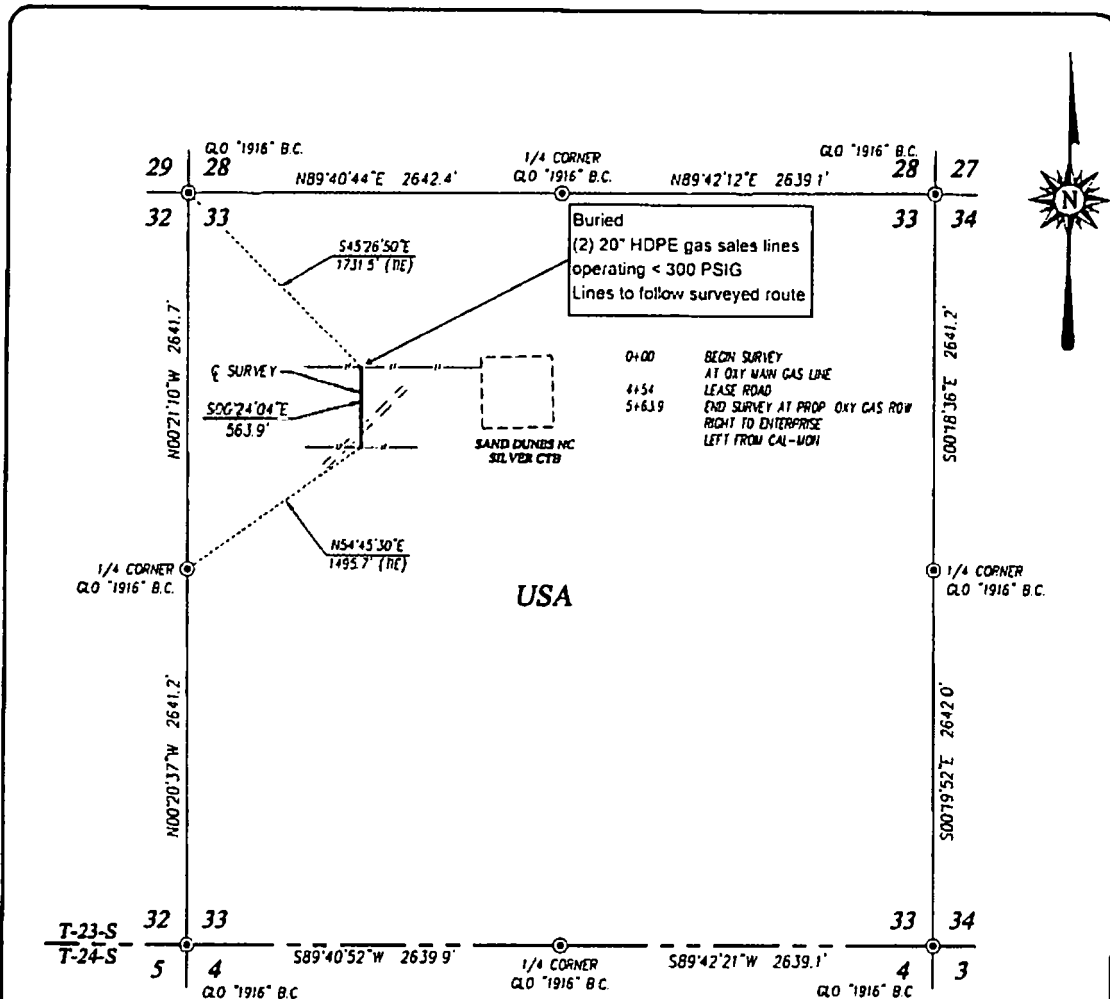 GLO "1916" B.C.
29 28
32 33
1/4 CORNER
GLO "1916" B.C.
GLO "1916" B.C.
28 27
33 34
N89°40'44"E 2642.4'
N89°42'12"E 2639.1'
N
Buried
(2) 20" HDPE gas sales lines
operating < 300 PSIG
Lines to follow surveyed route
S45°26'50"E
1731.5' (TIE)
N00°21'10"W 2641.7'
S00°18'36"E 2641.2'
℄ SURVEY
S00°24'04"E
563.9'
0+00 BEGIN SURVEY
AT OXY MAIN GAS LINE
4+54 LEASE ROAD
5+63.9 END SURVEY AT PROP OXY GAS ROW
RIGHT TO ENTERPRISE
LEFT FROM CAL-MON
SAND DUNES NC
SILVER CTB
N54°45'30"E
1495.7' (TIE)
1/4 CORNER
GLO "1916" B.C.
USA
1/4 CORNER
GLO "1916" B.C.
N00°20'37"W 2641.2'
S00°19'52"E 2642.0'
T-23-S
T-24-S
32 33
5 4
GLO "1916" B.C
S89°40'52"W 2639.9'
1/4 CORNER
GLO "1916" B.C.
S89°42'21"W 2639.1'
33 34
4 3
GLO "1916" B.C